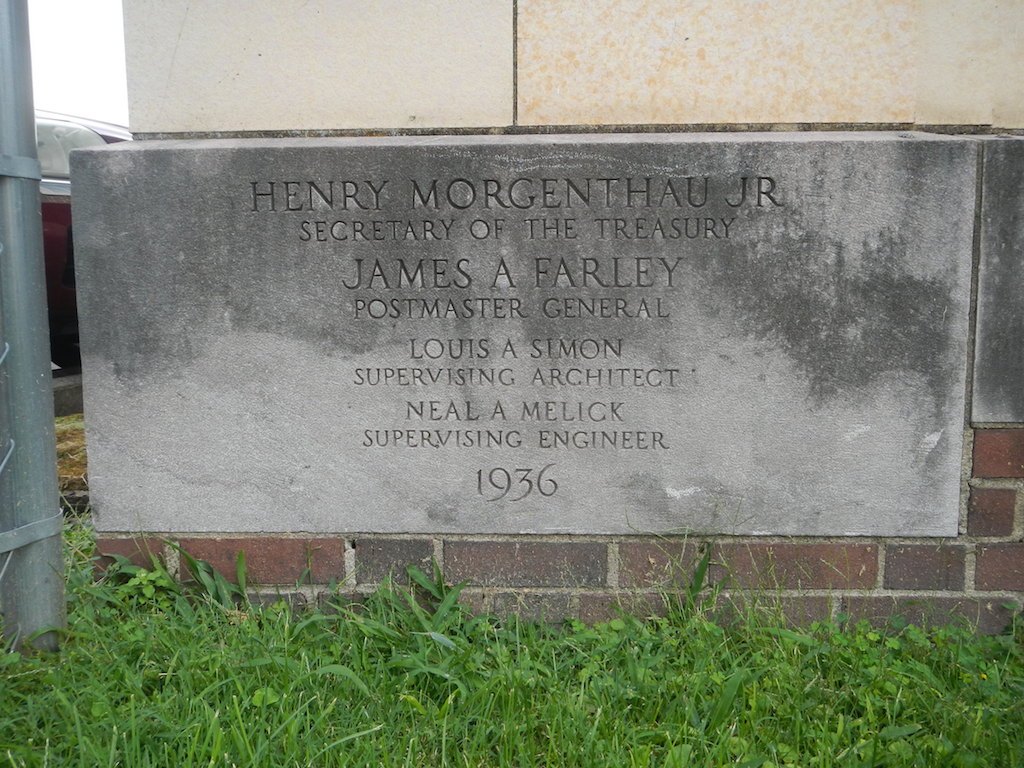 HENRY MORGENTHAU JR
SECRETARY OF THE TREASURY
JAMES A FARLEY
POSTMASTER GENERAL
LOUIS A SIMON
SUPERVISING ARCHITECT
NEAL A MELICK
SUPERVISING ENGINEER
1936